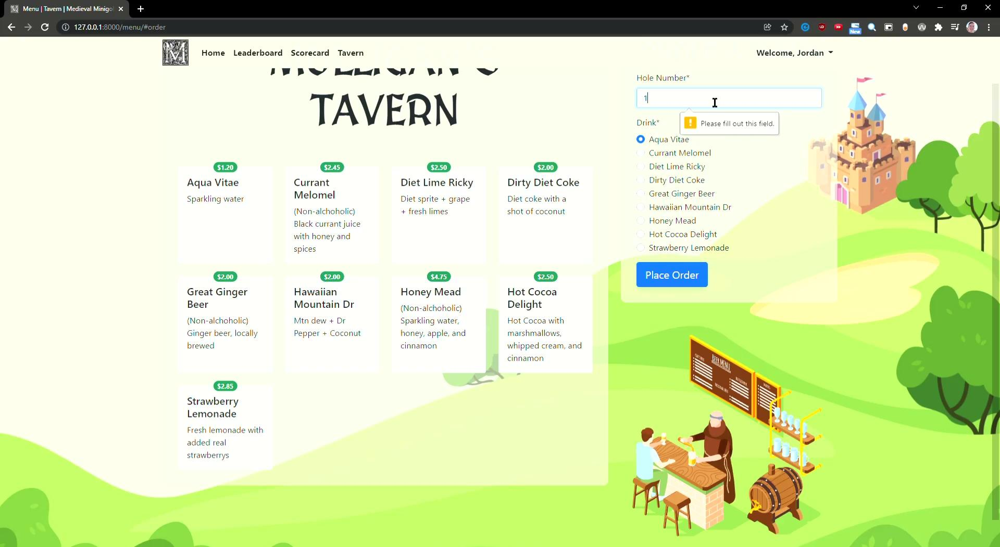 Menu | Tavern | Medieval Minigo
127.0.0.1:8000/menu/#order
New
M
Home Leaderboard Scorecard Tavern
Welcome, Jordan
MULLIGAN'S
TAVERN
$1.20
Aqua Vitae
Sparkling water
$2.45
Currant
Melomel
(Non-alchoholic)
Black currant juice
with honey and
spices
$2.50
Diet Lime Ricky
Diet sprite + grape
+ fresh limes
$2.00
Dirty Diet Coke
Diet coke with a
shot of coconut
$2.00
Great Ginger
Beer
(Non-alchoholic)
Ginger beer, locally
brewed
$2.00
Hawaiian
Mountain Dr
Mtn dew + Dr
Pepper + Coconut
$4.75
Honey Mead
(Non-alchoholic)
Sparkling water,
honey, apple, and
cinnamon
$2.50
Hot Cocoa
Delight
Hot Cocoa with
marshmallows,
whipped cream, and
cinnamon
$2.85
Strawberry
Lemonade
Fresh lemonade with
added real
strawberrys
Hole Number*
1
Please fill out this field.
Drink*
Aqua Vitae
Currant Melomel
Diet Lime Ricky
Dirty Diet Coke
Great Ginger Beer
Hawaiian Mountain Dr
Honey Mead
Hot Cocoa Delight
Strawberry Lemonade
Place Order
BEER MENU